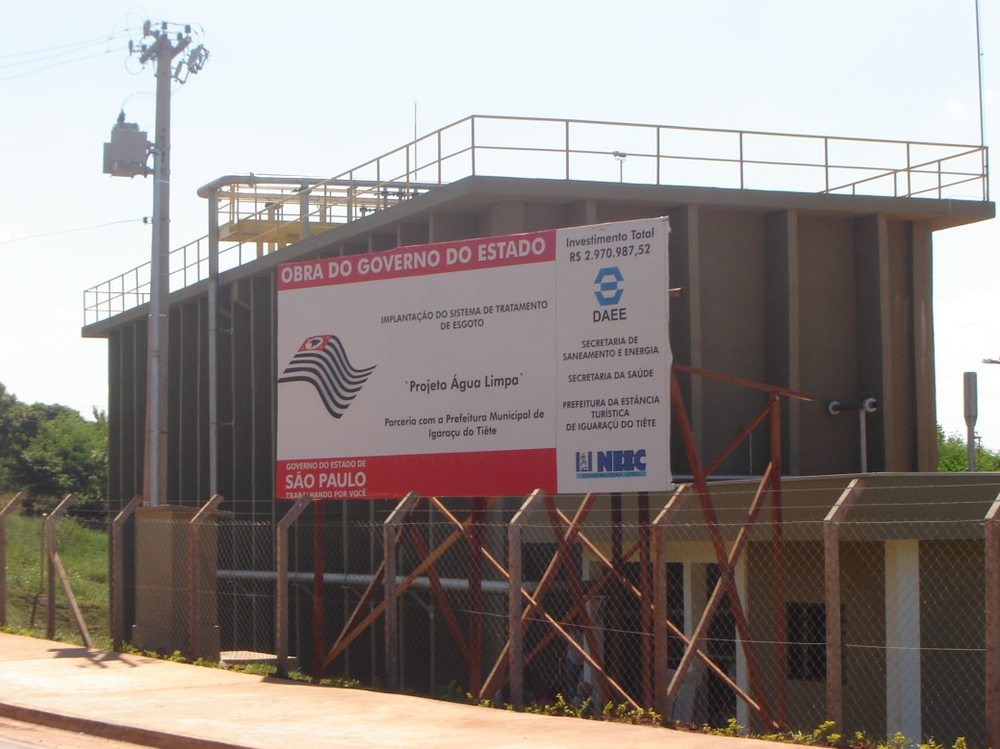 OBRA DO GOVERNO DO ESTADO
IMPLANTAÇÃO DO SISTEMA DE TRATAMENTO
DE ESGOTO
`Projeto Água Limpa`
Parceria com a Prefeitura Municipal de
Igaraçu do Tiête
GOVERNO DO ESTADO DE
SÃO PAULO
TRABALHANDO POR VOCÊ
Investimento Total
R$ 2.970.987,52
DAEE
SECRETARIA DE
SANEAMENTO E ENERGIA
SECRETARIA DA SAÚDE
PREFEITURA DA ESTÂNCIA
TURÍSTICA
DE IGUARAÇU DO TIÊTE
NEEC
CONSTRUTORA LTDA